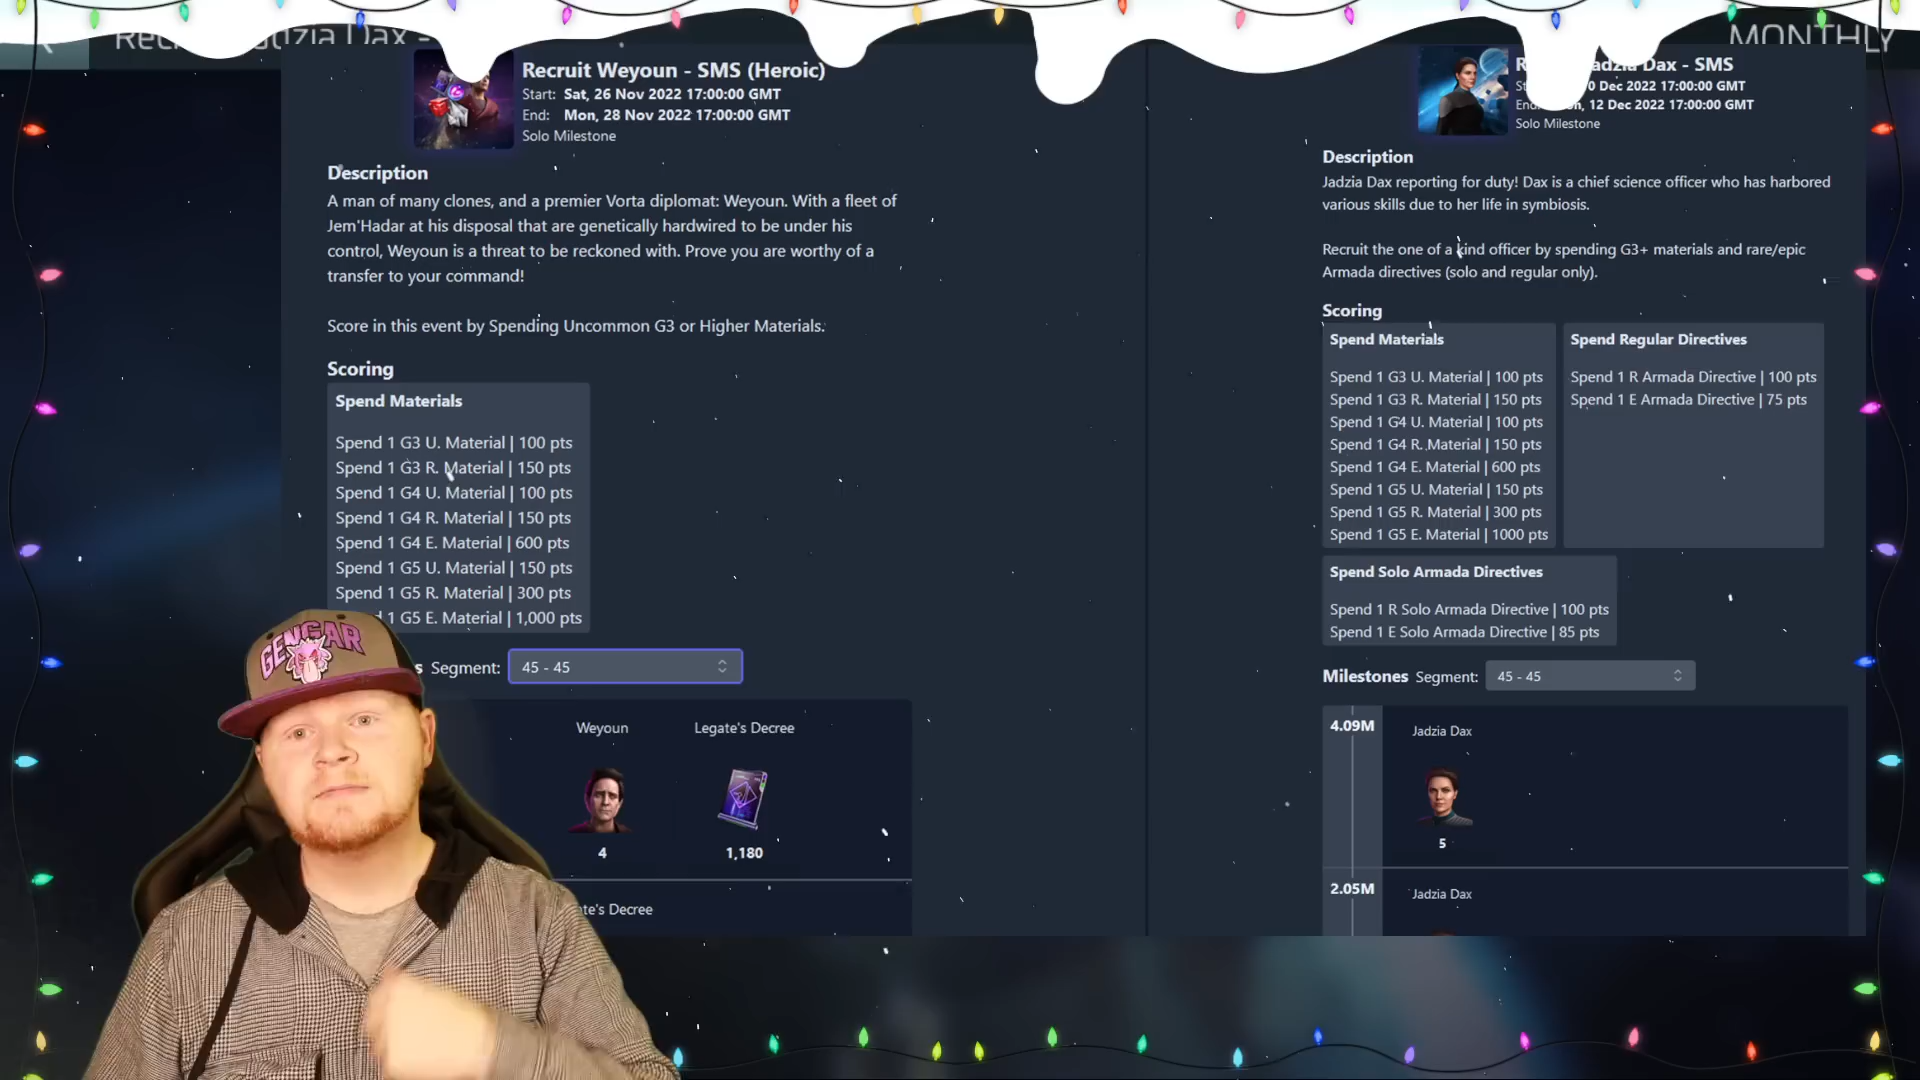 MONTHLY
Recruit Weyoun - SMS (Heroic)
Start: Sat, 26 Nov 2022 17:00:00 GMT
End: Mon, 28 Nov 2022 17:00:00 GMT
Solo Milestone
Description
A man of many clones, and a premier Vorta diplomat: Weyoun. With a fleet of
Jem'Hadar at his disposal that are genetically hardwired to be under his
control, Weyoun is a threat to be reckoned with. Prove you are worthy of a
transfer to your command!
Score in this event by Spending Uncommon G3 or Higher Materials.
Scoring
Spend Materials
Spend 1 G3 U. Material | 100 pts
Spend 1 G3 R. Material | 150 pts
Spend 1 G4 U. Material | 100 pts
Spend 1 G4 R. Material | 150 pts
Spend 1 G4 E. Material | 600 pts
Spend 1 G5 U. Material | 150 pts
Spend 1 G5 R. Material | 300 pts
1 G5 E. Material | 1,000 pts
Segment: 45 - 45
Weyoun Legate's Decree
4 1,180
Decree
GENGAR
Dax - SMS
Dec 2022 17:00:00 GMT
12 Dec 2022 17:00:00 GMT
Solo Milestone
Description
Jadzia Dax reporting for duty! Dax is a chief science officer who has harbored
various skills due to her life in symbiosis.
Recruit the one of a kind officer by spending G3+ materials and rare/epic
Armada directives (solo and regular only).
Scoring
Spend Materials
Spend 1 G3 U. Material | 100 pts
Spend 1 G3 R. Material | 150 pts
Spend 1 G4 U. Material | 100 pts
Spend 1 G4 R. Material | 150 pts
Spend 1 G4 E. Material | 600 pts
Spend 1 G5 U. Material | 150 pts
Spend 1 G5 R. Material | 300 pts
Spend 1 G5 E. Material | 1000 pts
Spend Regular Directives
Spend 1 R Armada Directive | 100 pts
Spend 1 E Armada Directive | 75 pts
Spend Solo Armada Directives
Spend 1 R Solo Armada Directive | 100 pts
Spend 1 E Solo Armada Directive | 85 pts
Milestones Segment: 45 - 45
4.09M Jadzia Dax
5
2.05M Jadzia Dax